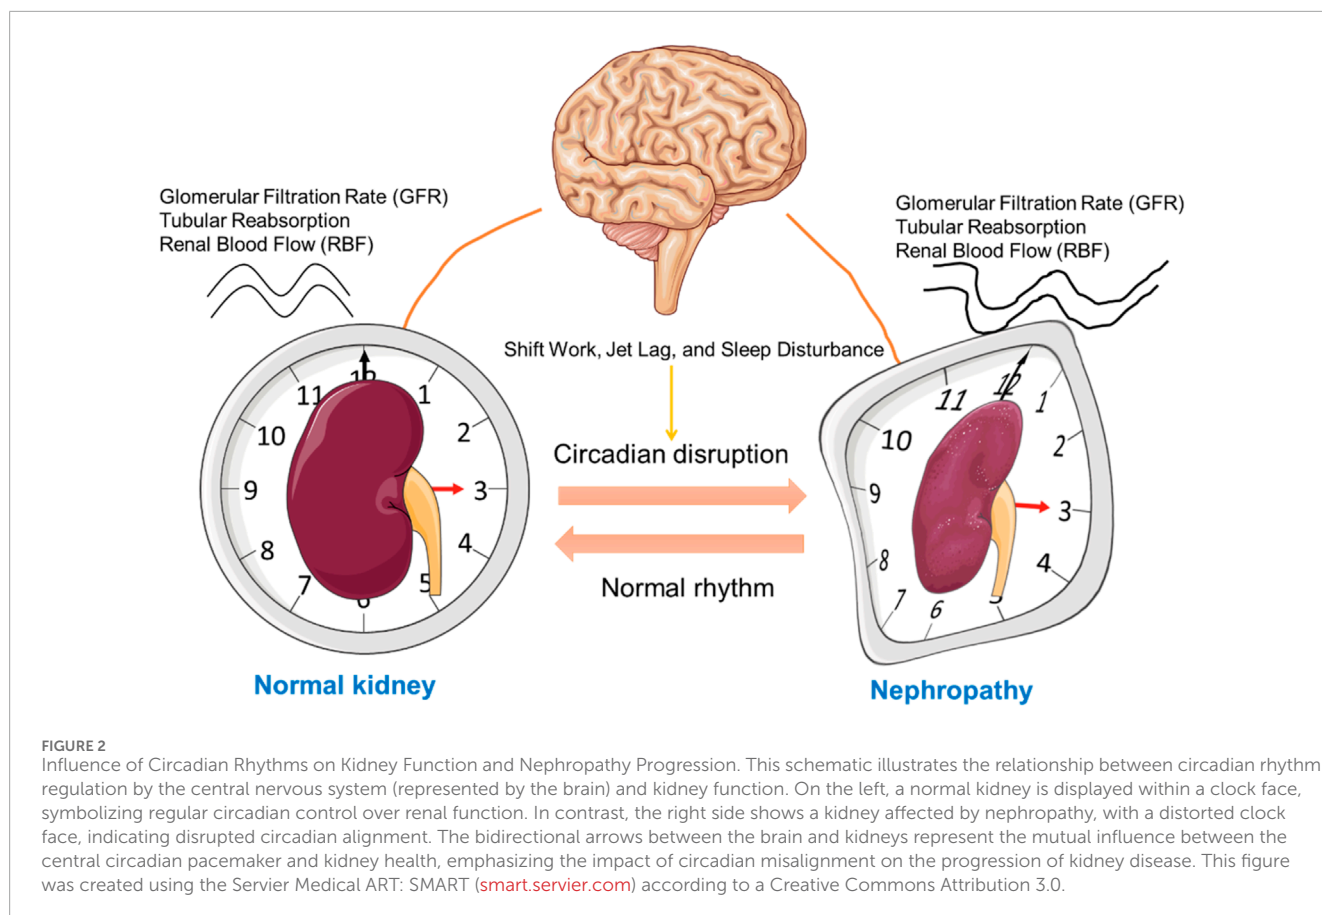 Glomerular Filtration Rate (GFR)
Tubular Reabsorption
Renal Blood Flow (RBF)
Glomerular Filtration Rate (GFR)
Tubular Reabsorption
Renal Blood Flow (RBF)
Shift Work, Jet Lag, and Sleep Disturbance
Circadian disruption
Normal rhythm
12
1
2
3
4
5
6
7
8
9
10
11
12
1
2
3
4
5
6
7
8
9
10
11
Normal kidney
Nephropathy
FIGURE 2
Influence of Circadian Rhythms on Kidney Function and Nephropathy Progression. This schematic illustrates the relationship between circadian rhythm
regulation by the central nervous system (represented by the brain) and kidney function. On the left, a normal kidney is displayed within a clock face,
symbolizing regular circadian control over renal function. In contrast, the right side shows a kidney affected by nephropathy, with a distorted clock
face, indicating disrupted circadian alignment. The bidirectional arrows between the brain and kidneys represent the mutual influence between the
central circadian pacemaker and kidney health, emphasizing the impact of circadian misalignment on the progression of kidney disease. This figure
was created using the Servier Medical ART: SMART (smart.servier.com) according to a Creative Commons Attribution 3.0.